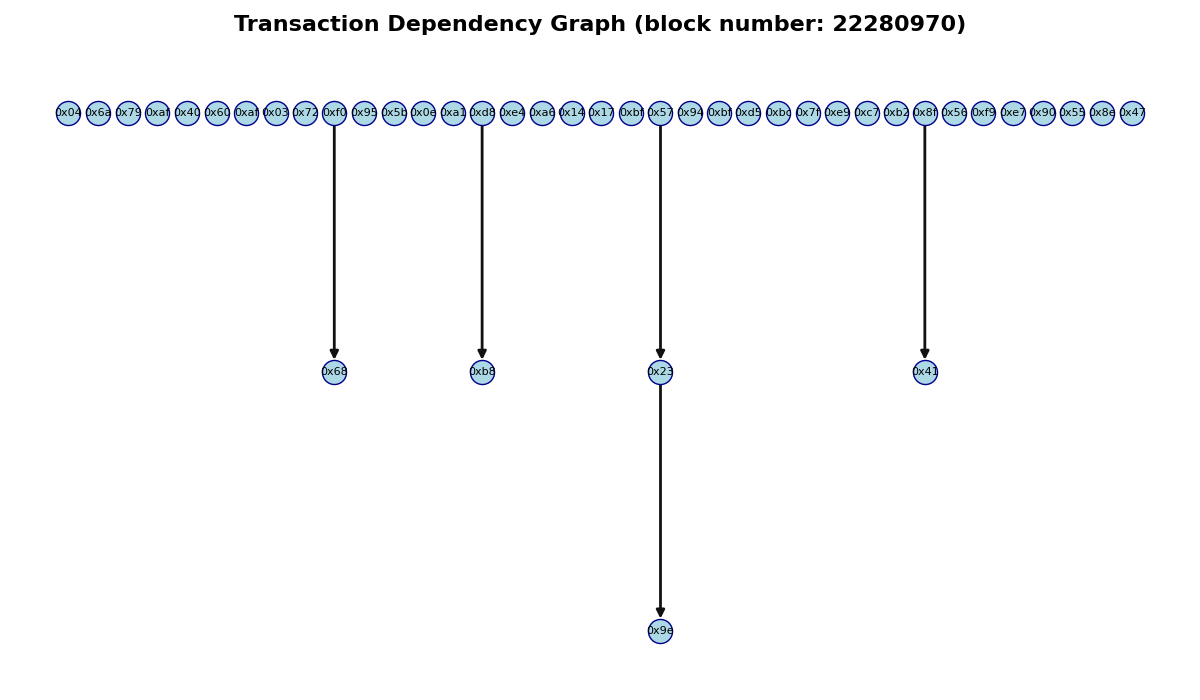 Transaction Dependency Graph (block number: 22280970)
0x04 0x6a 0x79 0xaf 0x40 0x60 0xaf 0x03 0x72 0xf0 0x95 0x5b 0x0e 0xa1 0xd8 0xe4 0xa6 0x14 0x17 0xbf 0x57 0x94 0xbf 0xd5 0xbc 0x7f 0xe9 0xc7 0xb2 0x8f 0x56 0xf9 0xe7 0x90 0x55 0x8e 0x47
0x68 0xb8 0x23 0x41
0x9e